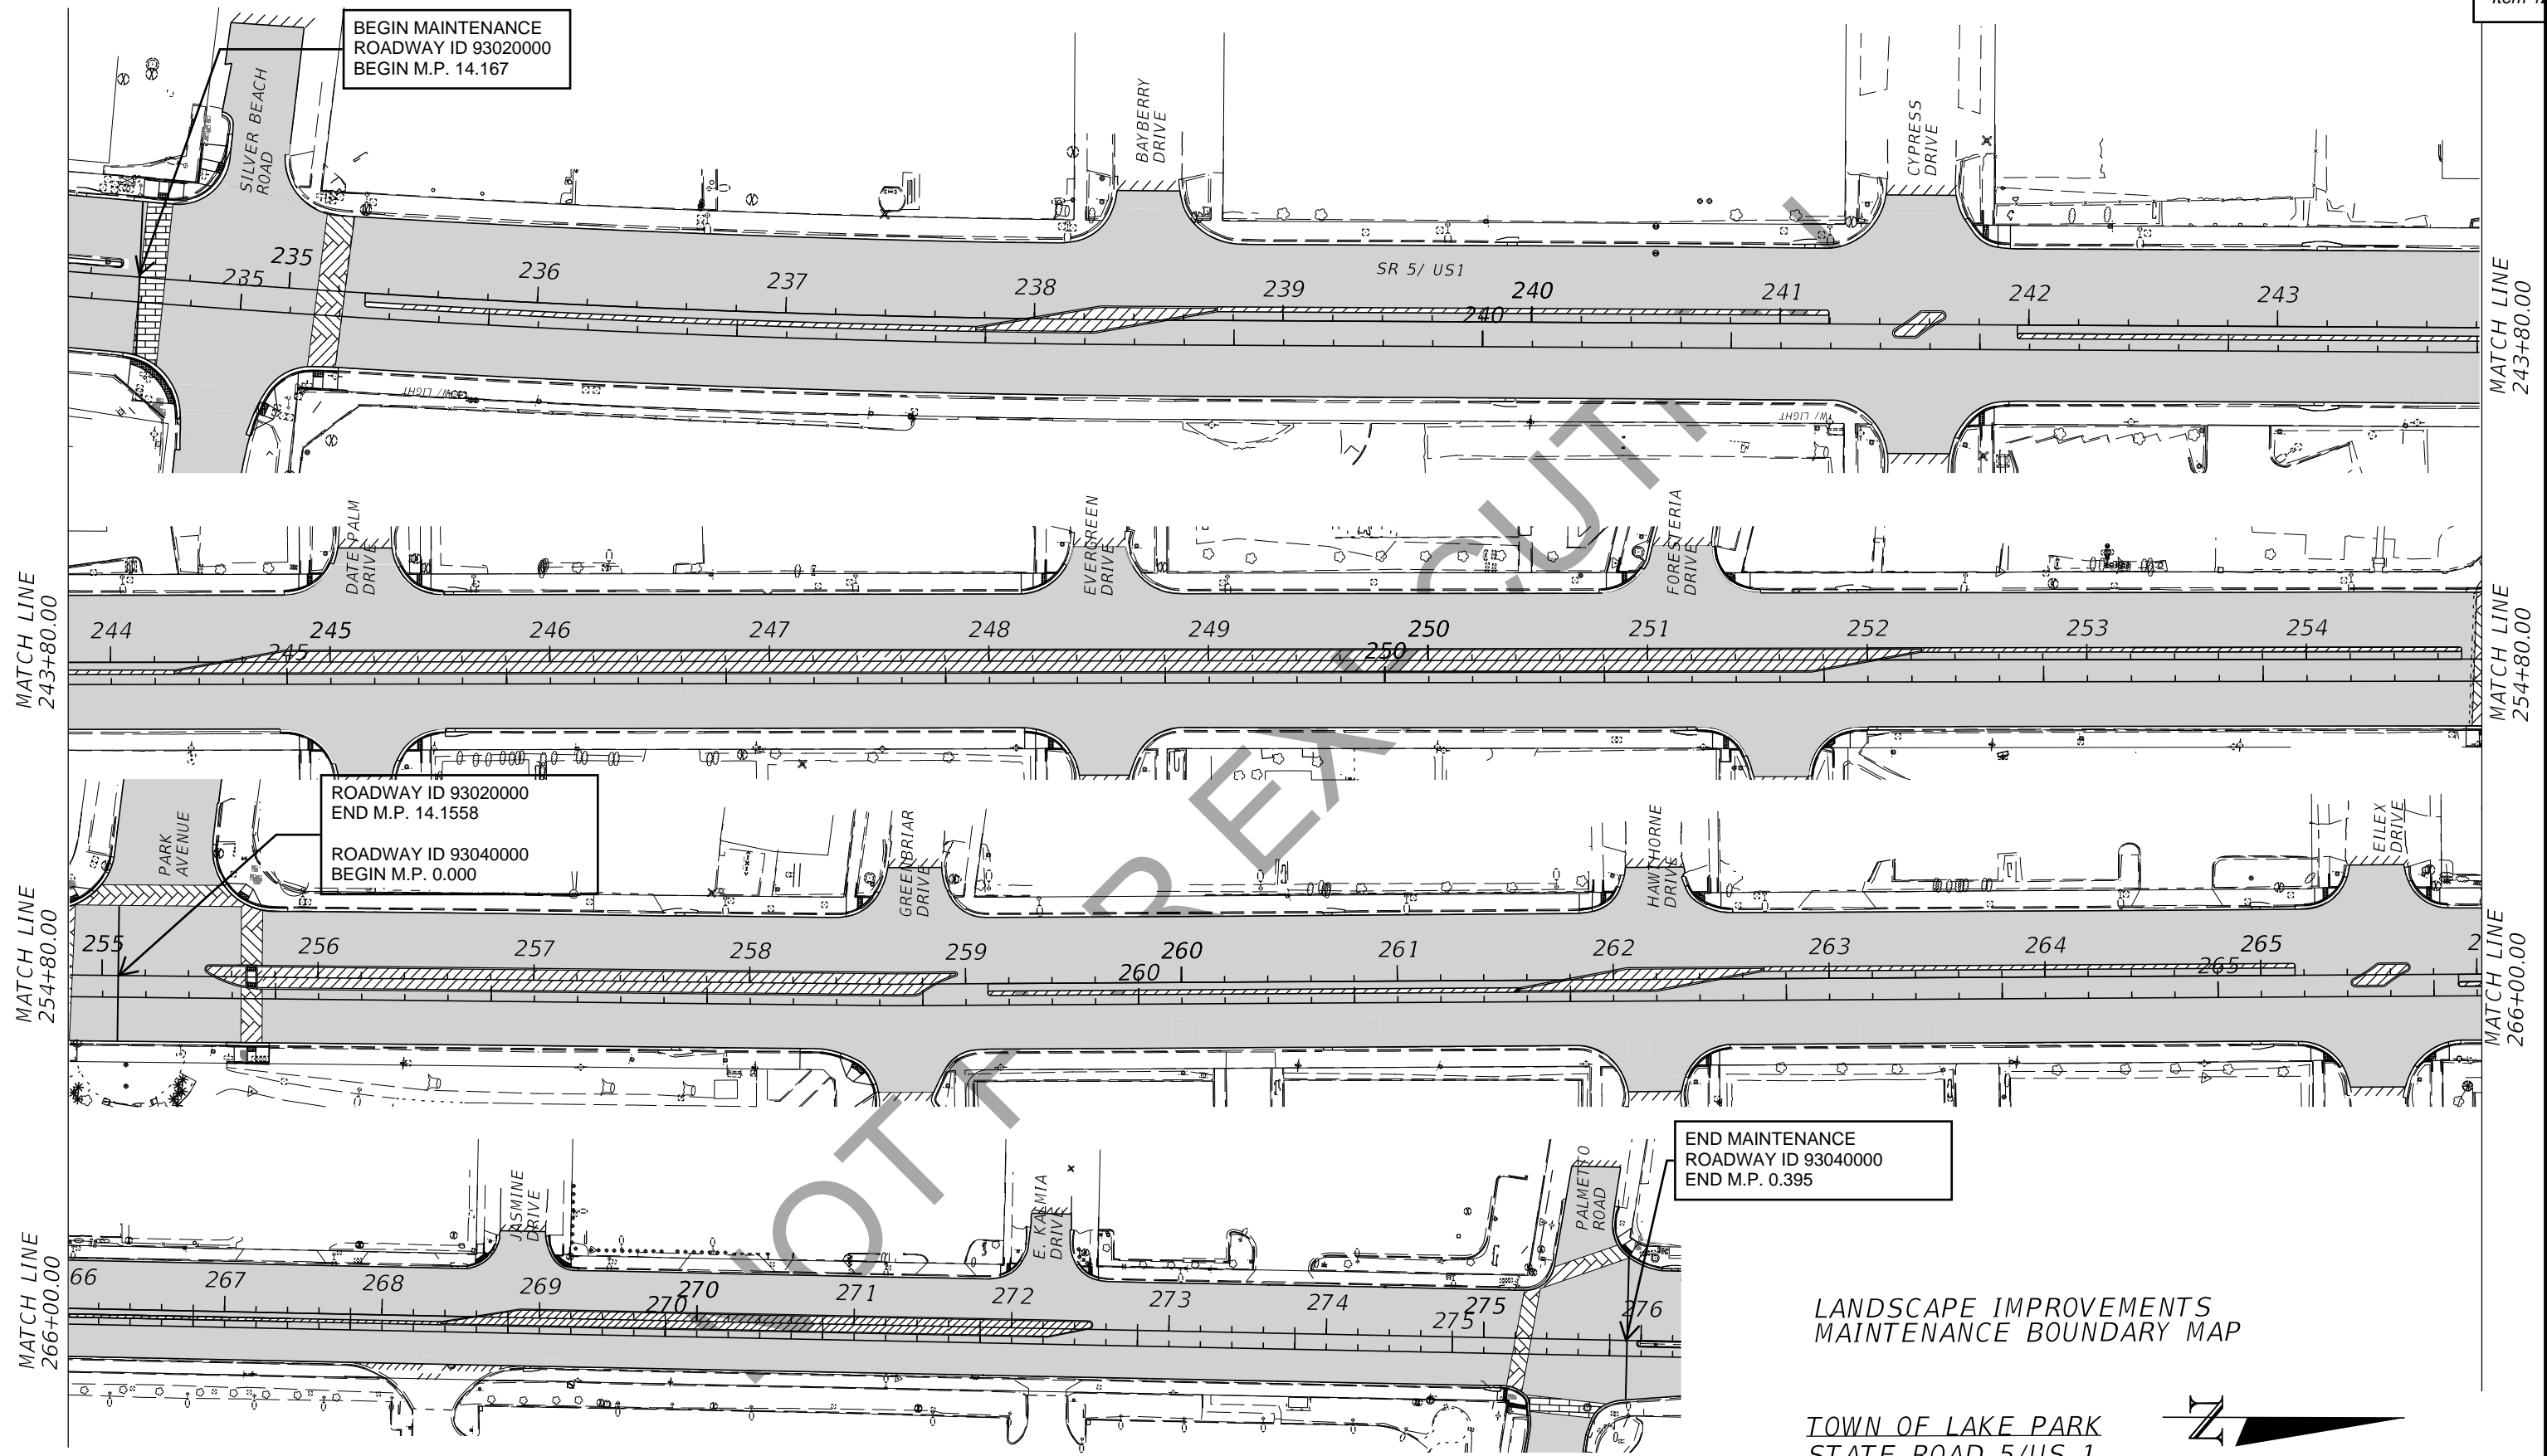 BEGIN MAINTENANCE
ROADWAY ID 93020000
BEGIN M.P. 14.167
SILVER BEACH
ROAD
BAYBERRY
DRIVE
CYPRESS
DRIVE
235
235
236
237
238
SR 5/ US1
239
240
240
241
242
243
MATCH LINE
243+80.00
W/ LIGHT
W/ LIGHT
DATE PALM
DRIVE
EVERGREEN
DRIVE
FORESTERIA
DRIVE
MATCH LINE
243+80.00
244
245
245
246
247
248
249
250
250
251
252
253
254
MATCH LINE
254+80.00
ROADWAY ID 93020000
END M.P. 14.1558
ROADWAY ID 93040000
BEGIN M.P. 0.000
PARK
AVENUE
GREENBRIAR
DRIVE
HAWTHORNE
DRIVE
EILEX
DRIVE
MATCH LINE
254+80.00
255
256
257
258
259
260
260
261
262
263
264
265
265
MATCH LINE
266+00.00
END MAINTENANCE
ROADWAY ID 93040000
END M.P. 0.395
JASMINE
DRIVE
E. KALMIA
DRIVE
PALMETTO
ROAD
MATCH LINE
266+00.00
66
267
268
269
270
270
271
272
273
274
275
275
276
LANDSCAPE IMPROVEMENTS
MAINTENANCE BOUNDARY MAP
TOWN OF LAKE PARK
STATE ROAD 5/US 1
Z